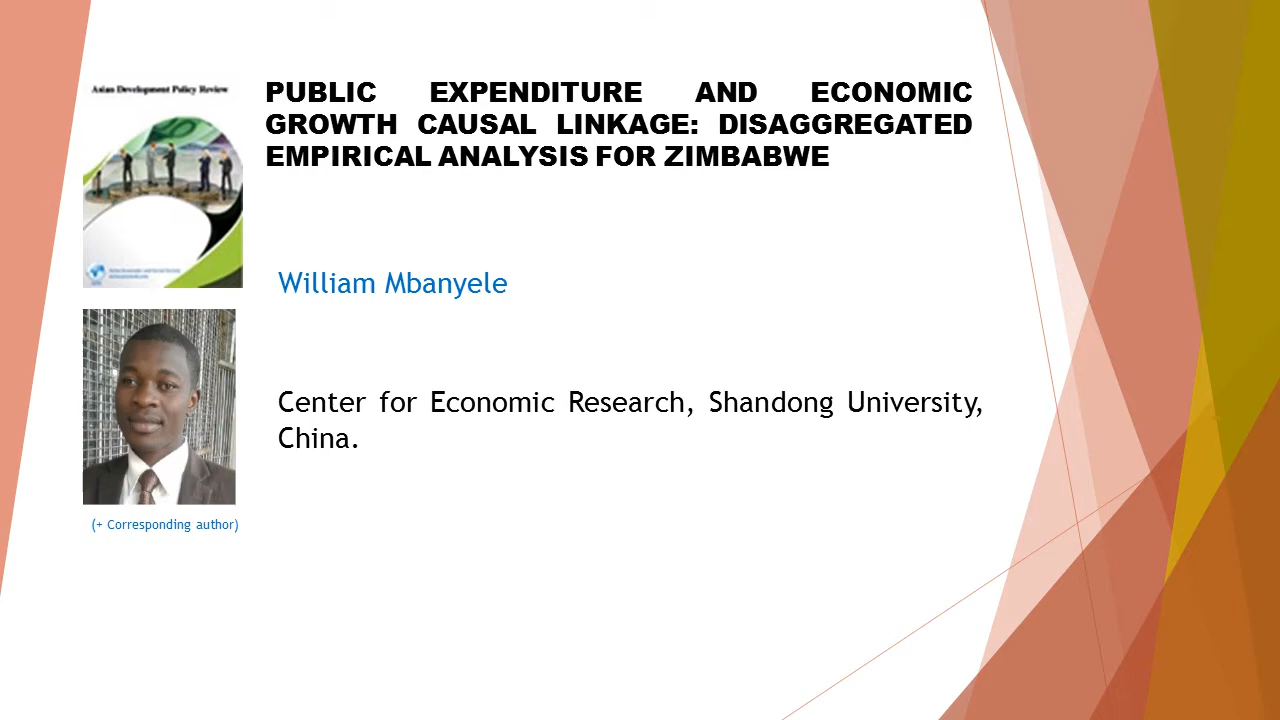 Asian Development Policy Review
PUBLIC EXPENDITURE AND ECONOMIC
GROWTH CAUSAL LINKAGE: DISAGGREGATED
EMPIRICAL ANALYSIS FOR ZIMBABWE
William Mbanyele
Center for Economic Research, Shandong University,
China.
(+ Corresponding author)